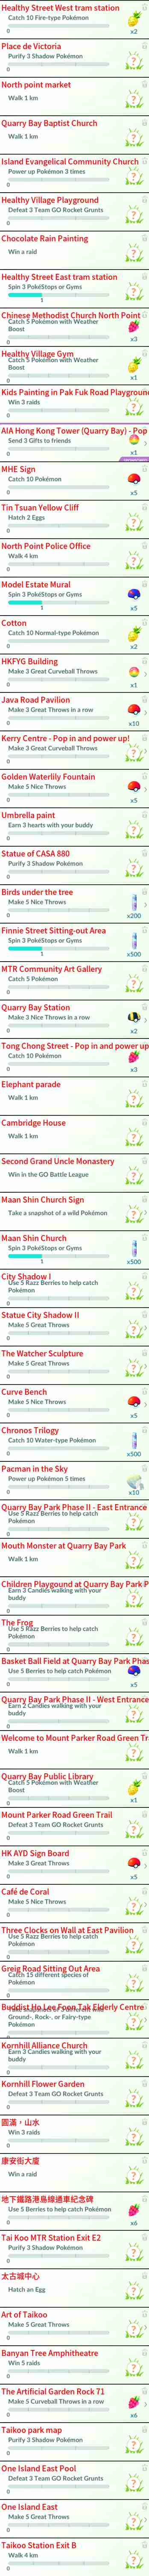 Healthy Street West tram station
Catch 10 Fire-type Pokémon
0
x2
Place de Victoria
Purify 3 Shadow Pokémon
0
North point market
Walk 1 km
0
Quarry Bay Baptist Church
Walk 1 km
0
Island Evangelical Community Church
Power up Pokémon 3 times
0
Healthy Village Playground
Defeat 3 Team GO Rocket Grunts
0
Chocolate Rain Painting
Win a raid
0
Healthy Street East tram station
Spin 3 PokéStops or Gyms
1
Chinese Methodist Church North Point
Catch 5 Pokémon with Weather
Boost
0
x3
Healthy Village Gym
Catch 5 Pokémon with Weather
Boost
0
x1
Kids Painting in Pak Fuk Road Playground
Win 3 raids
0
AIA Hong Kong Tower (Quarry Bay) - Pop
Send 3 Gifts to friends
0
x1
MHE Sign
Catch 10 Pokémon
0
x5
Tin Tsuan Yellow Cliff
Hatch 2 Eggs
0
North Point Police Office
Walk 4 km
0
Model Estate Mural
Spin 3 PokéStops or Gyms
1
x5
Cotton
Catch 10 Normal-type Pokémon
0
x2
HKFYG Building
Make 3 Great Curveball Throws
0
x1
Java Road Pavilion
Make 3 Great Throws in a row
0
x10
Kerry Centre - Pop in and power up!
Make 3 Great Curveball Throws
0
Golden Waterlily Fountain
Make 5 Nice Throws
0
x5
Umbrella paint
Earn 3 hearts with your buddy
0
Statue of CASA 880
Purify 3 Shadow Pokémon
0
Birds under the tree
Make 5 Nice Throws
0
x200
Finnie Street Sitting-out Area
Spin 3 PokéStops or Gyms
1
x500
MTR Community Art Gallery
Catch 5 Pokémon
0
Quarry Bay Station
Make 3 Nice Throws in a row
0
x2
Tong Chong Street - Pop in and power up
Catch 10 Pokémon
0
x3
Elephant parade
Walk 1 km
0
Cambridge House
Walk 1 km
0
Second Grand Uncle Monastery
Win in the GO Battle League
0
Maan Shin Church Sign
Take a snapshot of a wild Pokémon
0
Maan Shin Church
Spin 3 PokéStops or Gyms
1
x500
City Shadow I
Use 5 Razz Berries to help catch
Pokémon
0
Statue City Shadow II
Make 5 Great Throws
0
The Watcher Sculpture
Make 5 Great Throws
0
Curve Bench
Make 5 Nice Throws
0
x5
Chronos Trilogy
Catch 10 Water-type Pokémon
0
x500
Pacman in the Sky
Power up Pokémon 5 times
0
x10
Quarry Bay Park Phase II - East Entrance
Use 5 Razz Berries to help catch
Pokémon
0
Mouth Monster at Quarry Bay Park
Walk 1 km
0
Children Playgound at Quarry Bay Park P
Earn 3 Candies walking with your
buddy
0
The Frog
Use 5 Razz Berries to help catch
Pokémon
0
Basket Ball Field at Quarry Bay Park Phas
Use 5 Berries to help catch Pokémon
0
x5
Quarry Bay Park Phase II - West Entrance
Earn 2 Candies walking with your
buddy
0
Welcome to Mount Parker Road Green Tr
Walk 1 km
0
Quarry Bay Public Library
Catch 5 Pokémon with Weather
Boost
0
x1
Mount Parker Road Green Trail
Defeat 3 Team GO Rocket Grunts
0
HK AYD Sign Board
Make 3 Great Throws
0
x5
Café de Coral
Make 5 Nice Throws
0
Three Clocks on Wall at East Pavilion
Use 5 Razz Berries to help catch
Pokémon
0
Greig Road Sitting Out Area
Catch 15 different species of
Pokémon
0
Buddist Ho Lee Foon Tak Elderly Centre
Ground-, Rock-, or Fairy-type
Pokémon
0
Kornhill Alliance Church
Earn 3 Candies walking with your
buddy
0
Kornhill Flower Garden
Defeat 3 Team GO Rocket Grunts
0
圓滿，山水
Win 3 raids
0
康安街大廈
Win a raid
0
地下鐵路港島線通車紀念碑
Use 5 Berries to help catch Pokémon
0
x6
Tai Koo MTR Station Exit E2
Purify 3 Shadow Pokémon
0
太古城中心
Hatch an Egg
0
Art of Taikoo
Make 5 Great Throws
0
Banyan Tree Amphitheatre
Win 5 raids
0
The Artificial Garden Rock 71
Make 5 Curveball Throws in a row
0
x6
Taikoo park map
Purify 3 Shadow Pokémon
0
One Island East Pool
Defeat 3 Team GO Rocket Grunts
0
One Island East
Make 5 Great Throws
0
Taikoo Station Exit B
Walk 4 km
0